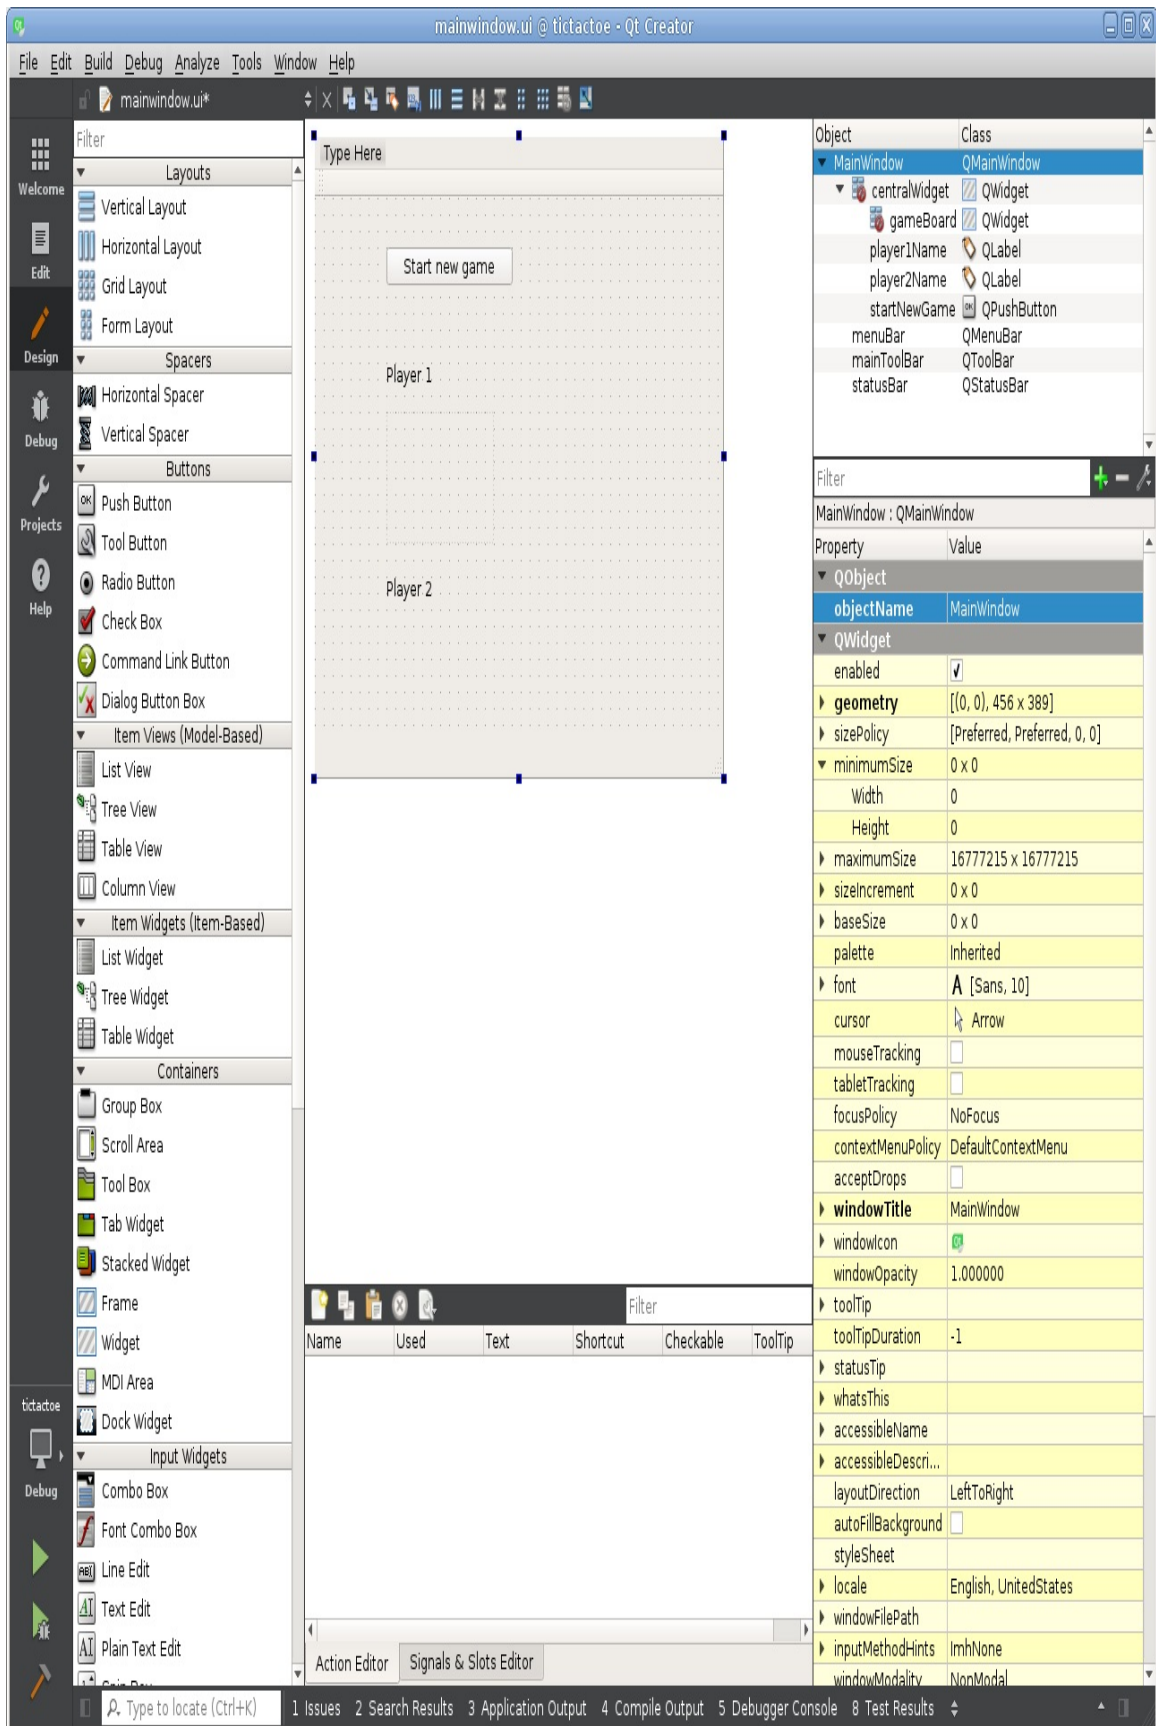 mainwindow.ui @ tictactoe - Qt Creator
File Edit Build Debug Analyze Tools Window Help
mainwindow.ui*
Welcome
Edit
Design
Debug
Projects
Help
tictactoe
Debug
Filter
Layouts
Vertical Layout
Horizontal Layout
Grid Layout
Form Layout
Spacers
Horizontal Spacer
Vertical Spacer
Buttons
Push Button
Tool Button
Radio Button
Check Box
Command Link Button
Dialog Button Box
Item Views (Model-Based)
List View
Tree View
Table View
Column View
Item Widgets (Item-Based)
List Widget
Tree Widget
Table Widget
Containers
Group Box
Scroll Area
Tool Box
Tab Widget
Stacked Widget
Frame
Widget
MDI Area
Dock Widget
Input Widgets
Combo Box
Font Combo Box
Line Edit
Text Edit
Plain Text Edit
Type Here
Start new game
Player 1
Player 2
Filter
Name Used Text Shortcut Checkable ToolTip
Action Editor Signals & Slots Editor
Object Class
MainWindow QMainWindow
centralWidget QWidget
gameBoard QWidget
player1Name QLabel
player2Name QLabel
startNewGame QPushButton
menuBar QMenuBar
mainToolBar QToolBar
statusBar QStatusBar
Filter
MainWindow : QMainWindow
Property Value
QObject
objectName MainWindow
QWidget
enabled
geometry [(0, 0), 456 x 389]
sizePolicy [Preferred, Preferred, 0, 0]
minimumSize 0 x 0
Width 0
Height 0
maximumSize 16777215 x 16777215
sizeIncrement 0 x 0
baseSize 0 x 0
palette Inherited
font A [Sans, 10]
cursor Arrow
mouseTracking
tabletTracking
focusPolicy NoFocus
contextMenuPolicy DefaultContextMenu
acceptDrops
windowTitle MainWindow
windowIcon
windowOpacity 1.000000
toolTip
toolTipDuration -1
statusTip
whatsThis
accessibleName
accessibleDescri...
layoutDirection LeftToRight
autoFillBackground
styleSheet
locale English, UnitedStates
windowFilePath
inputMethodHints ImhNone
windowModality NonModal
Type to locate (Ctrl+K) 1 Issues 2 Search Results 3 Application Output 4 Compile Output 5 Debugger Console 8 Test Results